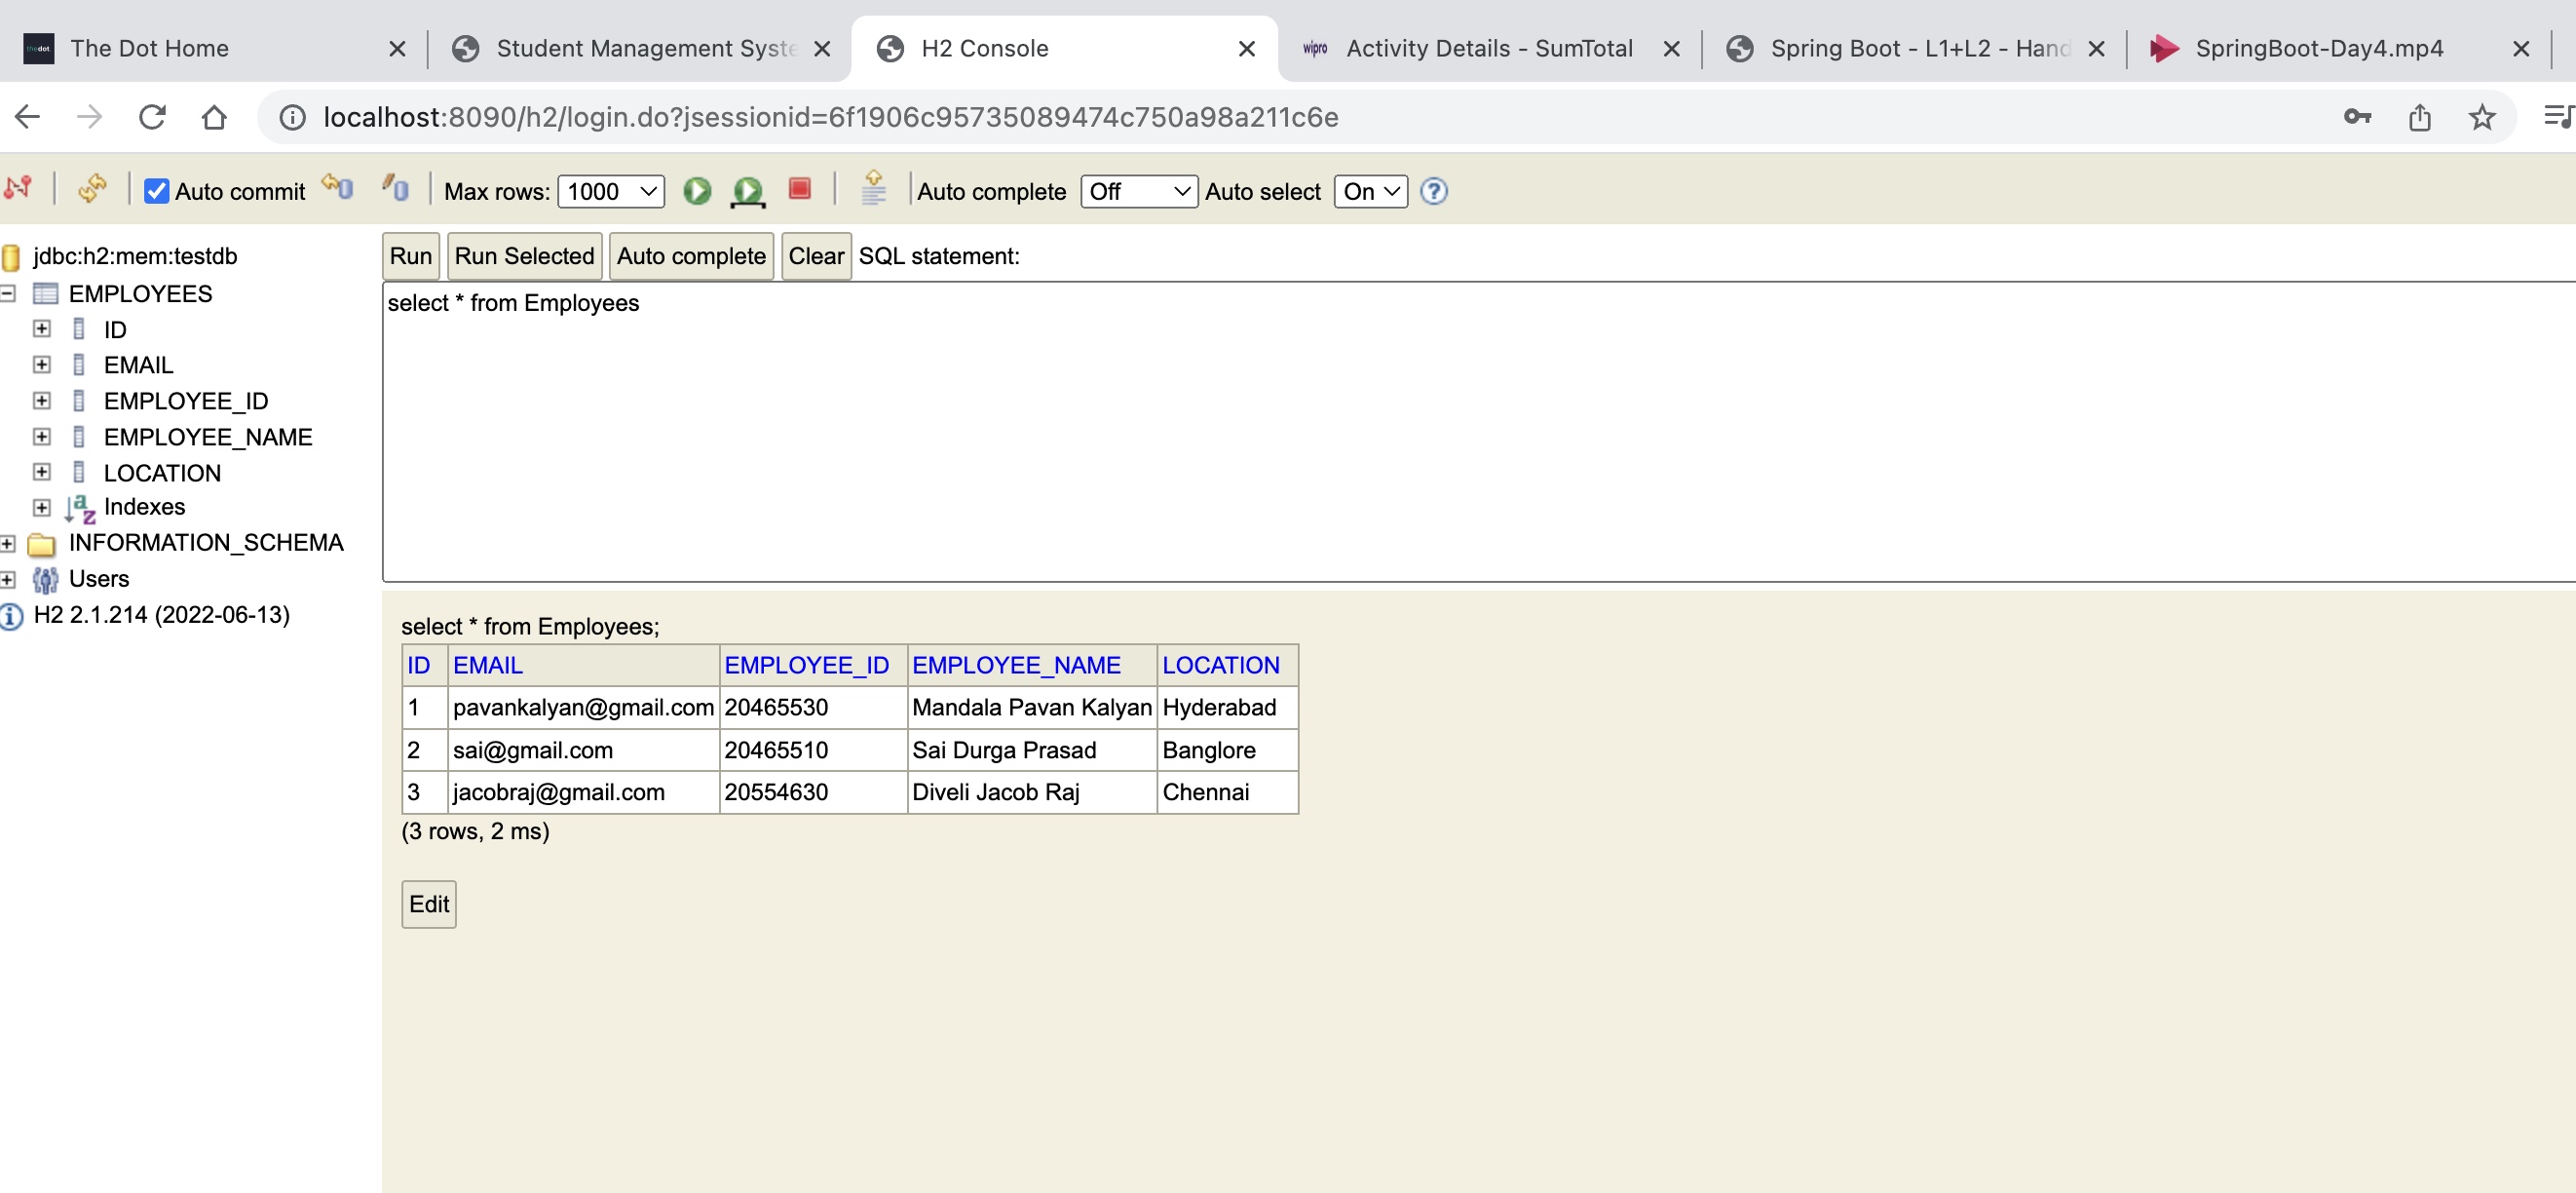 thedot. The Dot Home Student Management Syste H2 Console wipro Activity Details - SumTotal Spring Boot - L1+L2 - Hand SpringBoot-Day4.mp4
localhost:8090/h2/login.do?jsessionid=6f1906c95735089474c750a98a211c6e
Auto commit Max rows: 1000 Auto complete Off Auto select On
jdbc:h2:mem:testdb
EMPLOYEES
ID
EMAIL
EMPLOYEE_ID
EMPLOYEE_NAME
LOCATION
Indexes
INFORMATION_SCHEMA
Users
H2 2.1.214 (2022-06-13)
Run Run Selected Auto complete Clear SQL statement:
select * from Employees
select * from Employees;
ID EMAIL EMPLOYEE_ID EMPLOYEE_NAME LOCATION
1 pavankalyan@gmail.com 20465530 Mandala Pavan Kalyan Hyderabad
2 sai@gmail.com 20465510 Sai Durga Prasad Banglore
3 jacobraj@gmail.com 20554630 Diveli Jacob Raj Chennai
(3 rows, 2 ms)
Edit